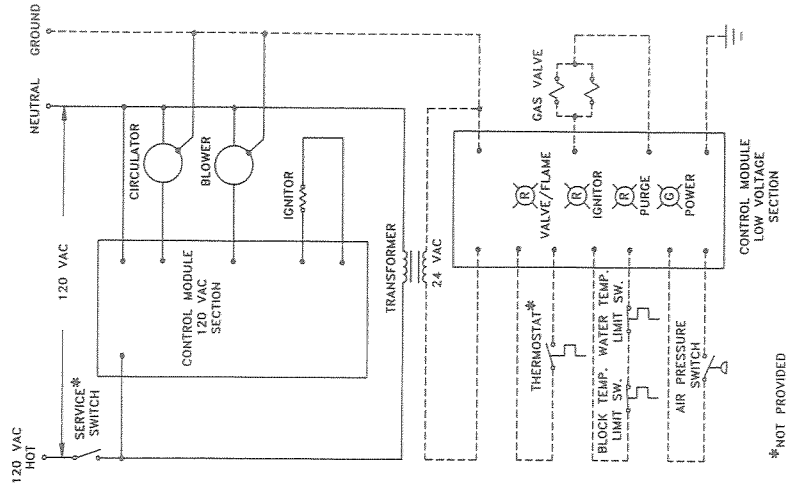 120 VAC
HOT
NEUTRAL
GROUND
120 VAC
SERVICE*
SWITCH
CONTROL MODULE
120 VAC
SECTION
CIRCULATOR
BLOWER
IGNITOR
TRANSFORMER
24 VAC
GAS VALVE
THERMOSTAT*
BLOCK TEMP.
LIMIT SW.
WATER TEMP.
LIMIT SW.
AIR PRESSURE
SWITCH
R
VALVE/FLAME
R
IGNITOR
R
PURGE
G
POWER
CONTROL MODULE
LOW VOLTAGE
SECTION
*NOT PROVIDED